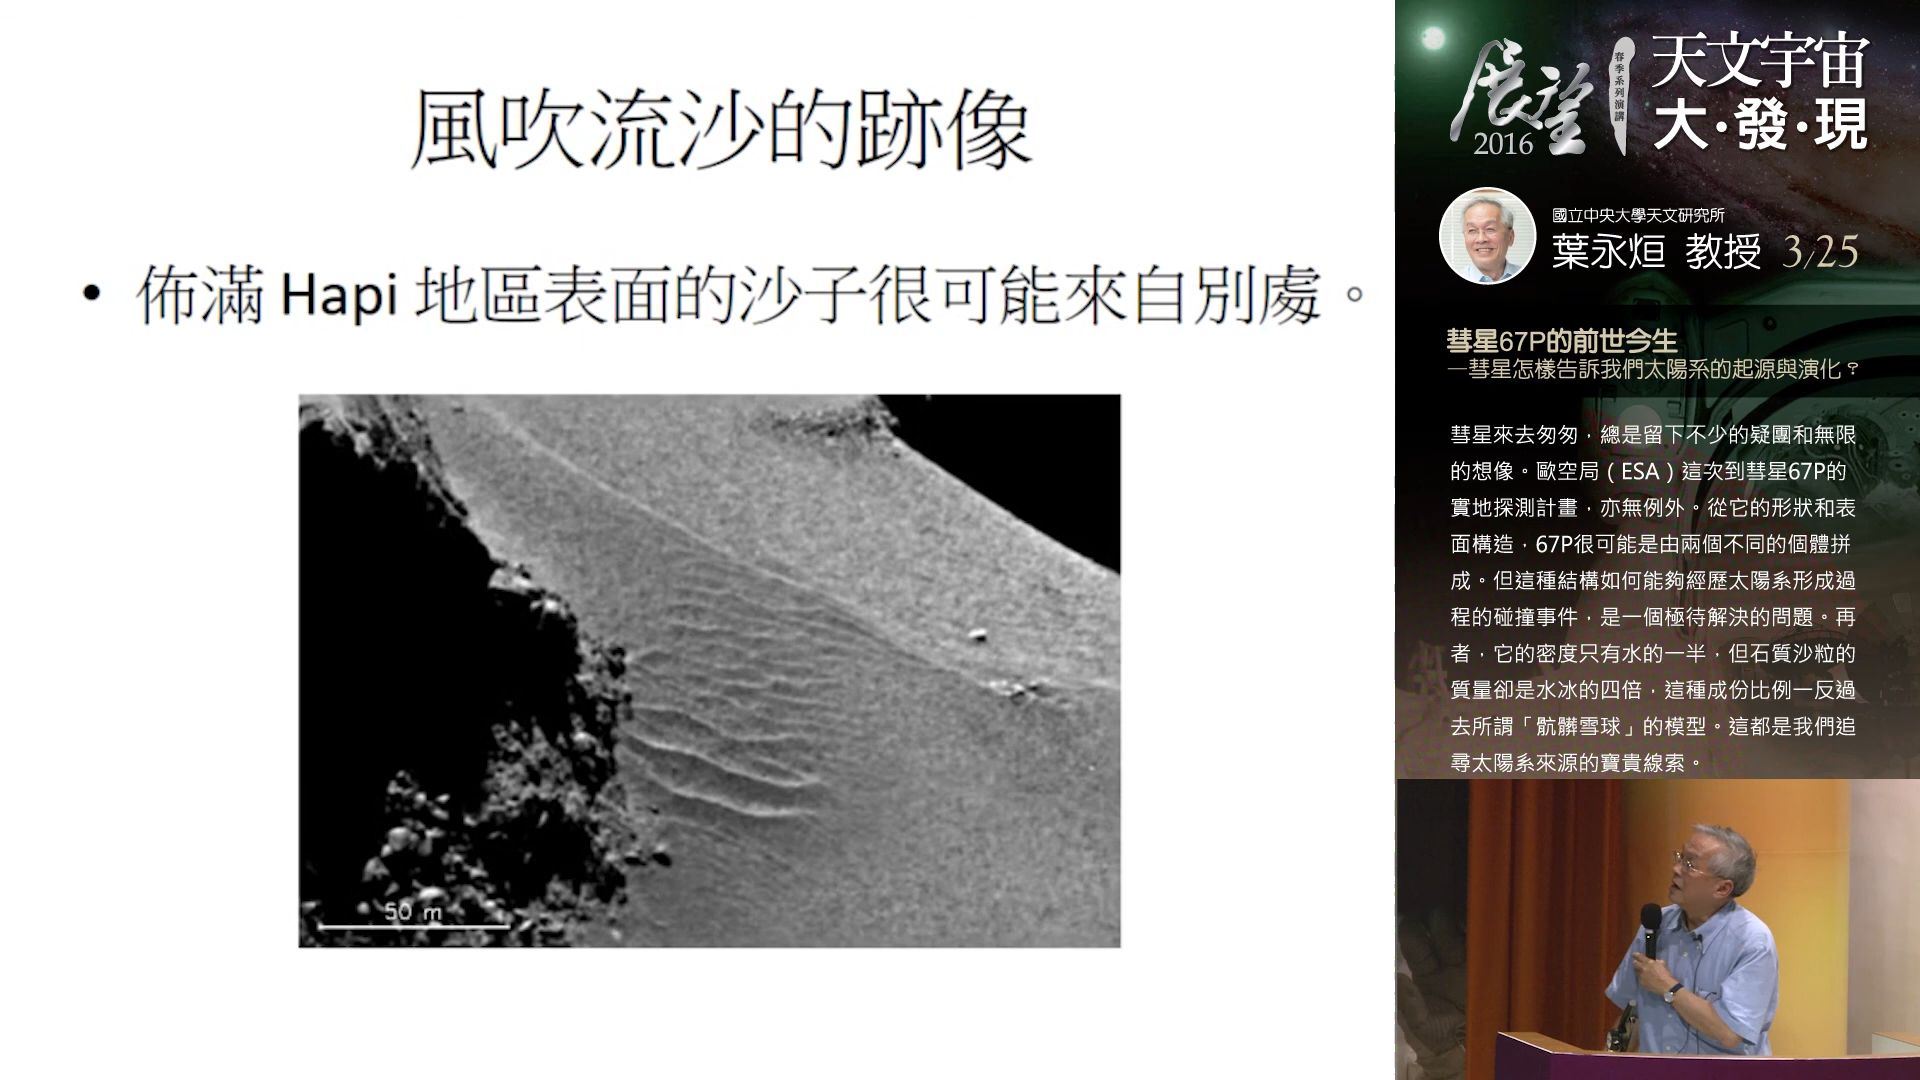 風吹流沙的跡像
• 佈滿 Hapi 地區表面的沙子很可能來自別處。
50 m
展望
2016
春季系列演講
天文宇宙
大·發·現
國立中央大學天文研究所
葉永烜 教授 3/25
彗星67P的前世今生
—彗星怎樣告訴我們太陽系的起源與演化？
彗星來去匆匆，總是留下不少的疑團和無限
的想像。歐空局（ESA）這次到彗星67P的
實地探測計畫，亦無例外。從它的形狀和表
面構造，67P很可能是由兩個不同的個體拼
成。但這種結構如何能夠經歷太陽系形成過
程的碰撞事件，是一個極待解決的問題。再
者，它的密度只有水的一半，但石質沙粒的
質量卻是水冰的四倍，這種成份比例一反過
去所謂「骯髒雪球」的模型。這都是我們追
尋太陽系來源的寶貴線索。